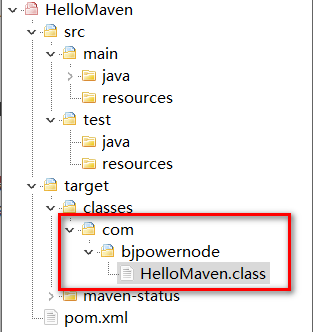 HelloMaven
src
main
java
resources
test
java
resources
target
classes
com
bjpowernode
HelloMaven.class
maven-status
pom.xml